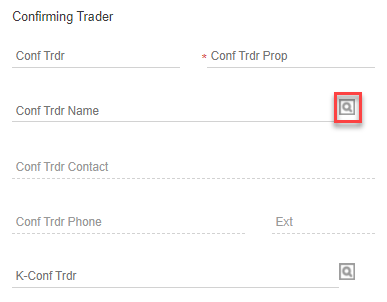 Confirming Trader
Conf Trdr
* Conf Trdr Prop
Conf Trdr Name
Conf Trdr Contact
Conf Trdr Phone
Ext
K-Conf Trdr